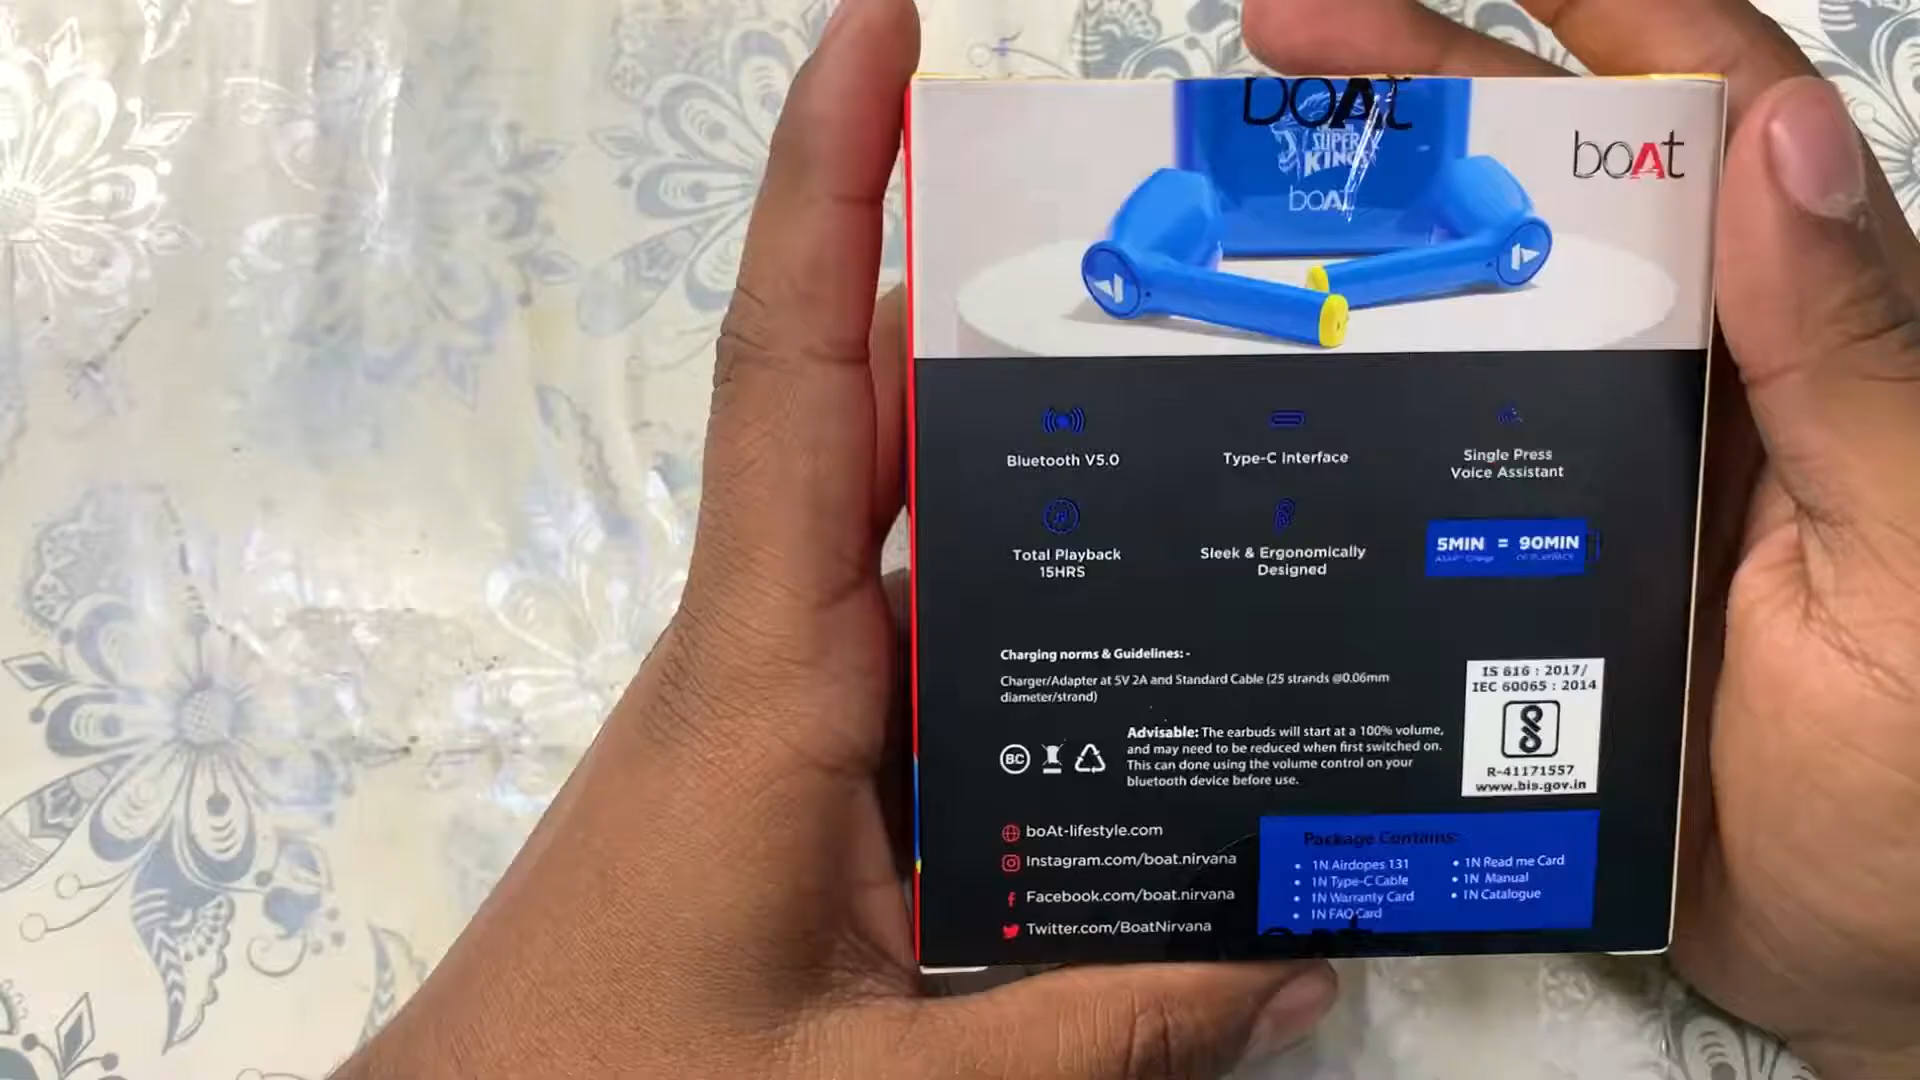 boAt
SUPER
KINGS
boAt
boAt
Bluetooth V5.0
Type-C Interface
Single Press
Voice Assistant
Total Playback
15HRS
Sleek & Ergonomically
Designed
5MIN = 90MIN
ASAP™ Charge OF PLAYBACK
Charging norms & Guidelines: -
Charger/Adapter at 5V 2A and Standard Cable (25 strands @0.06mm
diameter/strand)
BC
Advisable: The earbuds will start at a 100% volume,
and may need to be reduced when first switched on.
This can done using the volume control on your
bluetooth device before use.
IS 616 : 2017/
IEC 60065 : 2014
R-41171557
www.bis.gov.in
boAt-lifestyle.com
Instagram.com/boat.nirvana
Facebook.com/boat.nirvana
Twitter.com/BoatNirvana
Package Contains:
• 1N Airdopes 131
• 1N Type-C Cable
• 1N Warranty Card
• 1N FAQ Card
• 1N Read me Card
• 1N Manual
• 1N Catalogue